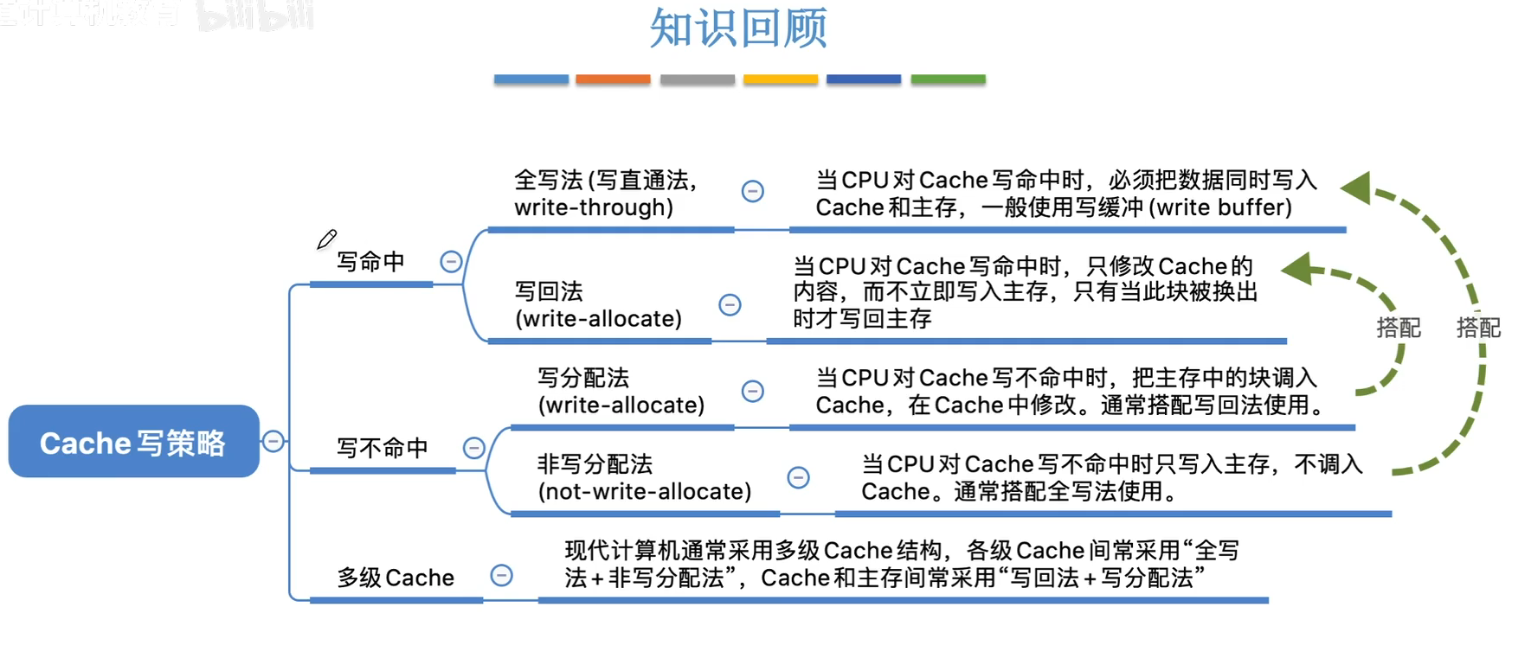 bilibili
知识回顾
全写法(写直通法,
write-through)
当CPU对Cache写命中时，必须把数据同时写入
Cache和主存，一般使用写缓冲(write buffer)
写命中
写回法
(write-allocate)
当CPU对Cache写命中时，只修改Cache的
内容，而不立即写入主存，只有当此块被换出
时才写回主存
搭配
搭配
写分配法
(write-allocate)
当CPU对Cache写不命中时，把主存中的块调入
Cache，在Cache中修改。通常搭配写回法使用。
Cache写策略
写不命中
非写分配法
(not-write-allocate)
当CPU对Cache写不命中时只写入主存，不调入
Cache。通常搭配全写法使用。
多级Cache
现代计算机通常采用多级Cache结构，各级Cache间常采用“全写
法+非写分配法”，Cache和主存间常采用“写回法+写分配法”